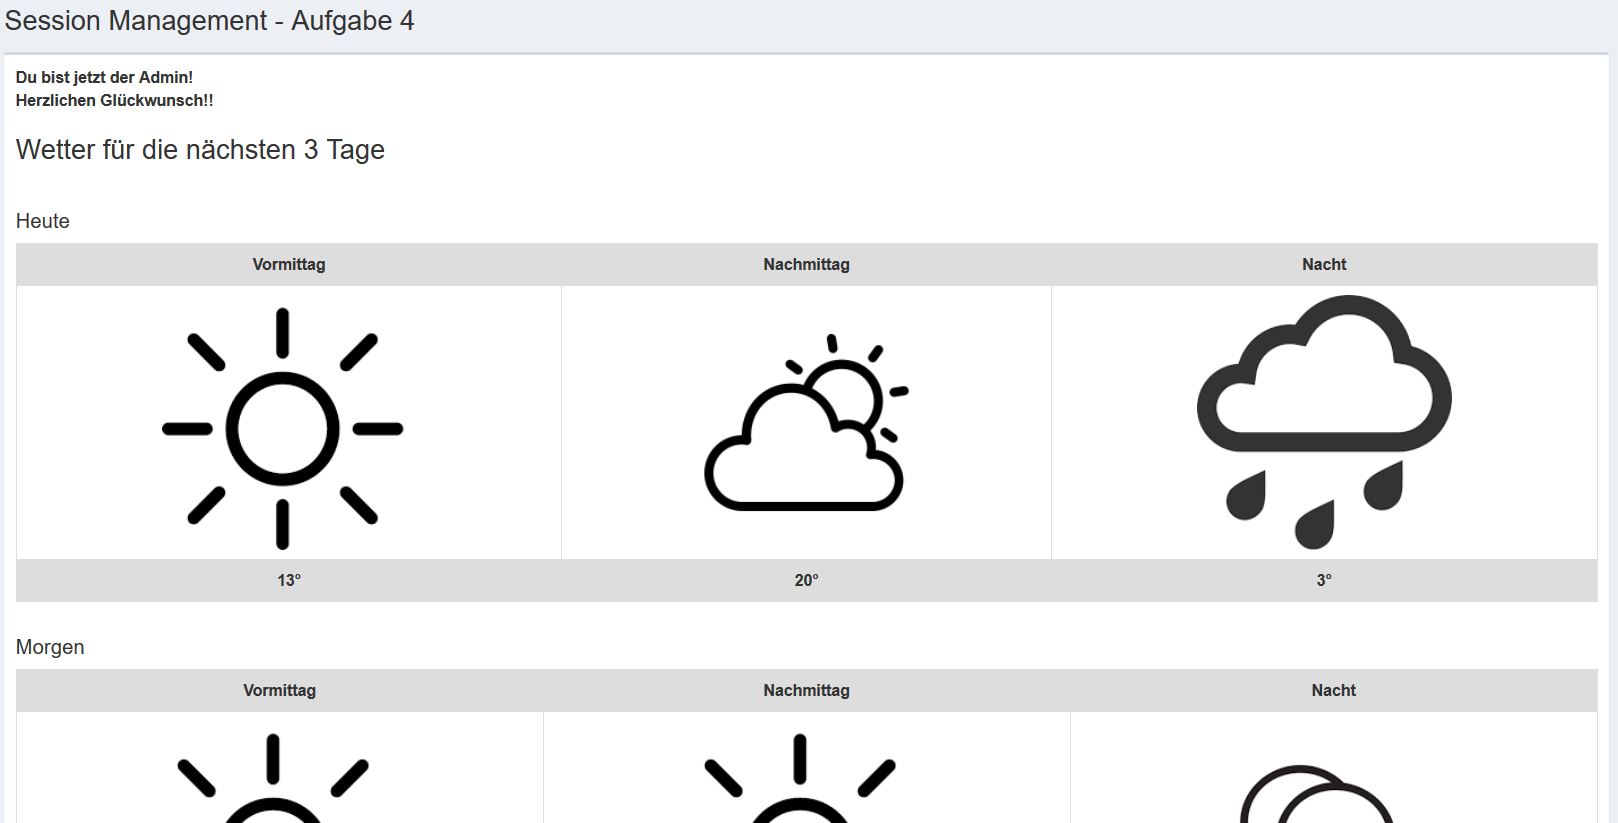 Session Management - Aufgabe 4
Du bist jetzt der Admin!
Herzlichen Glückwunsch!!
Wetter für die nächsten 3 Tage
Heute
Vormittag Nachmittag Nacht
13° 20° 3°
Morgen
Vormittag Nachmittag Nacht